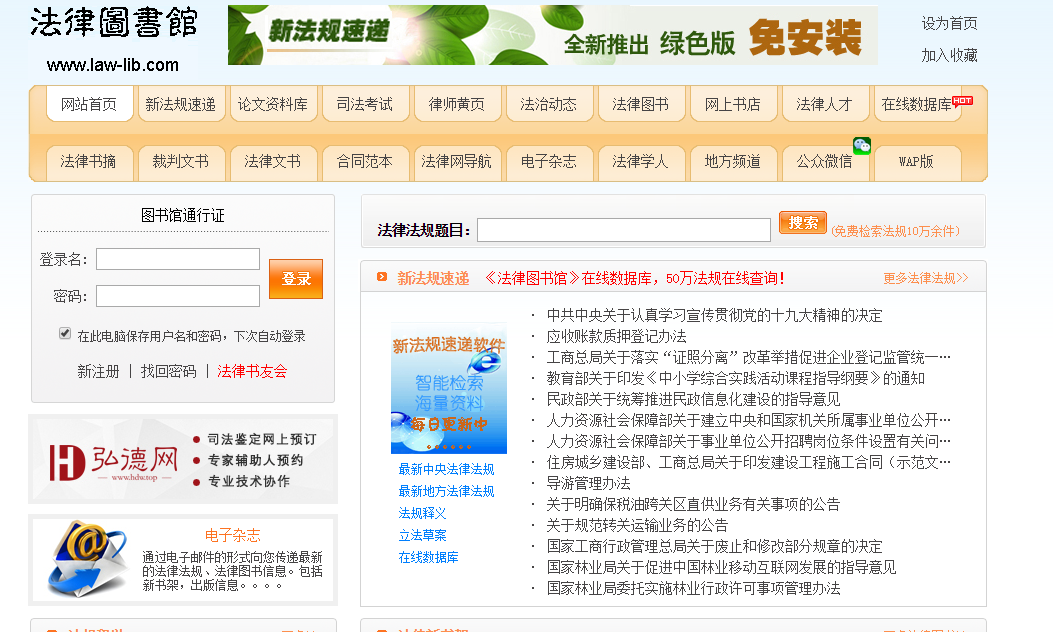 法律圖書館
www.law-lib.com
新法规速递
全新推出 绿色版 免安装
设为首页
加入收藏
网站首页 新法规速递 论文资料库 司法考试 律师黄页 法治动态 法律图书 网上书店 法律人才 在线数据库 HOT
法律书摘 裁判文书 法律文书 合同范本 法律网导航 电子杂志 法律学人 地方频道 公众微信 WAP版
图书馆通行证
登录名：
密码：
登录
在此电脑保存用户名和密码，下次自动登录
新注册 | 找回密码 | 法律书友会
弘德网
www.hdw.top
司法鉴定网上预订
专家辅助人预约
专业技术协作
电子杂志
通过电子邮件的形式向您传递最新
的法律法规、法律图书信息。包括
新书架，出版信息。。。。
法律法规题目：
搜索
(免费检索法规10万余件)
新法规速递 《法律图书馆》在线数据库，50万法规在线查询！ 更多法律法规>>
新法规速递软件
智能检索
海量资料
每日更新中
最新中央法律法规
最新地方法律法规
法规释义
立法草案
在线数据库
· 中共中央关于认真学习宣传贯彻党的十九大精神的决定
· 应收账款质押登记办法
· 工商总局关于落实“证照分离”改革举措促进企业登记监管统一…
· 教育部关于印发《中小学综合实践活动课程指导纲要》的通知
· 民政部关于统筹推进民政信息化建设的指导意见
· 人力资源社会保障部关于建立中央和国家机关所属事业单位公开…
· 人力资源社会保障部关于事业单位公开招聘岗位条件设置有关问…
· 住房城乡建设部、工商总局关于印发建设工程施工合同（示范文…
· 导游管理办法
· 关于明确保税油跨关区直供业务有关事项的公告
· 关于规范转关运输业务的公告
· 国家工商行政管理总局关于废止和修改部分规章的决定
· 国家林业局关于促进中国林业移动互联网发展的指导意见
· 国家林业局委托实施林业行政许可事项管理办法